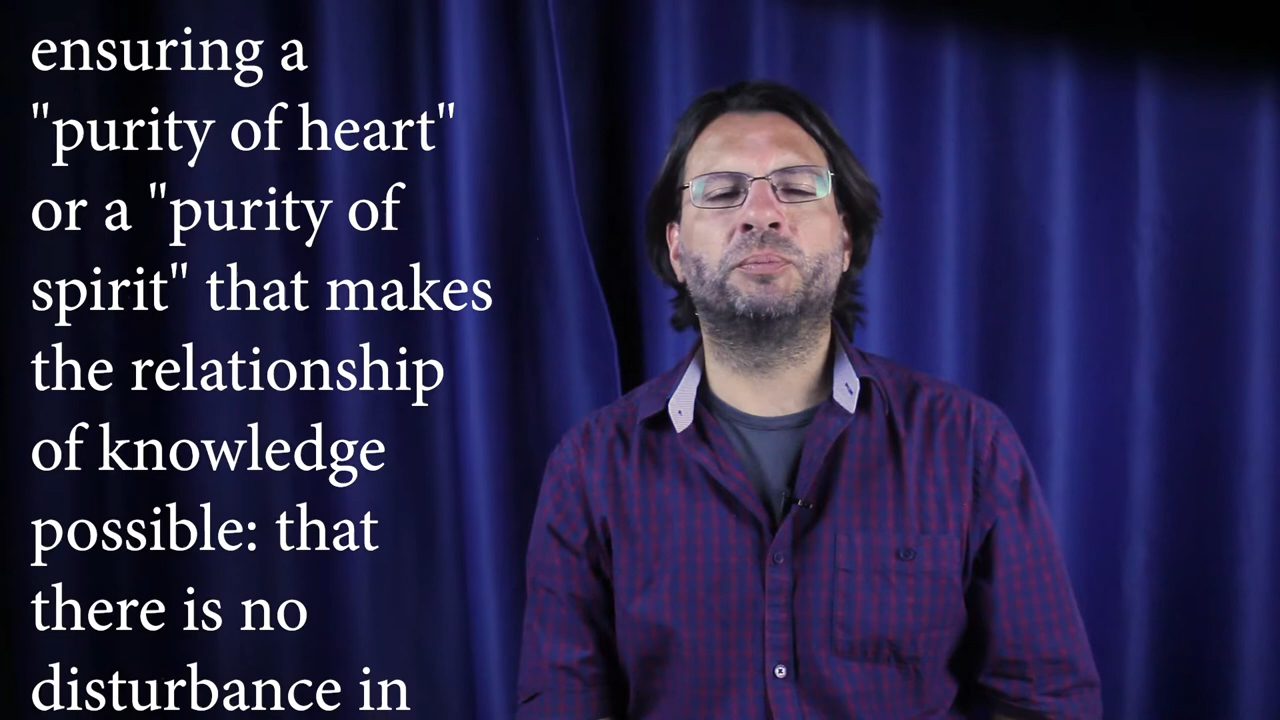 ensuring a
"purity of heart"
or a "purity of
spirit" that makes
the relationship
of knowledge
possible: that
there is no
disturbance in